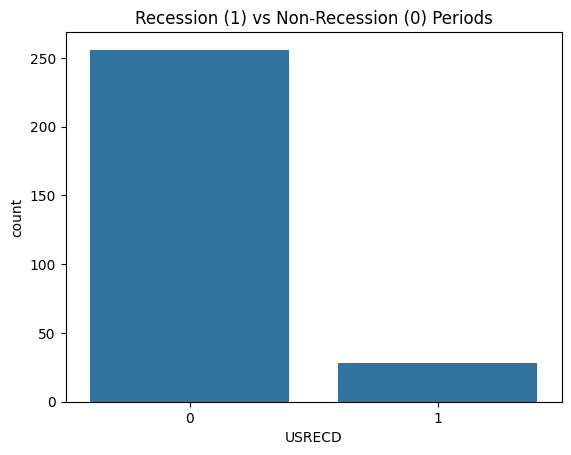 Recession (1) vs Non-Recession (0) Periods
250
200
150
100
50
0
count
0 1
USRECD